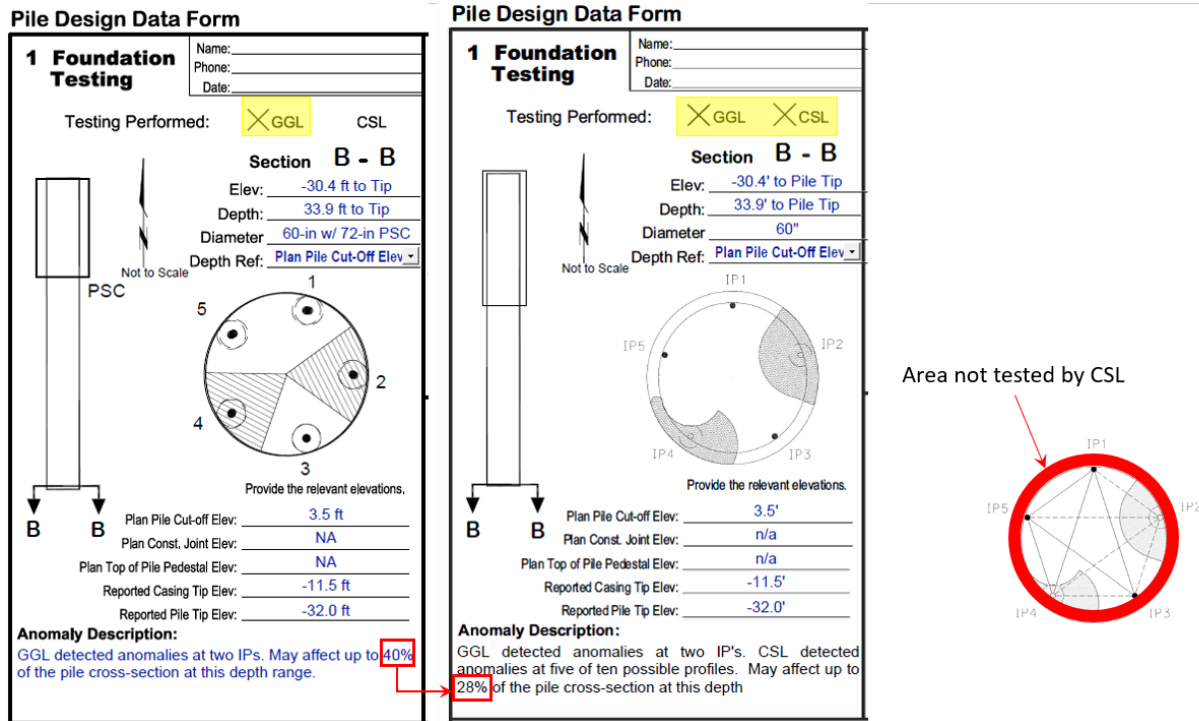 Pile Design Data Form
1 Foundation
Testing
Name:
Phone:
Date:
Testing Performed:
X GGL
CSL
Section B - B
Elev: -30.4 ft to Tip
Depth: 33.9 ft to Tip
Diameter 60-in w/ 72-in PSC
Depth Ref: Plan Pile Cut-Off Elev
N
Not to Scale
PSC
1
5
2
4
3
B B
Provide the relevant elevations.
Plan Pile Cut-off Elev: 3.5 ft
Plan Const. Joint Elev: NA
Plan Top of Pile Pedestal Elev: NA
Reported Casing Tip Elev: -11.5 ft
Reported Pile Tip Elev: -32.0 ft
Anomaly Description:
GGL detected anomalies at two IPs. May affect up to 40%
of the pile cross-section at this depth range.
Pile Design Data Form
1 Foundation
Testing
Name:
Phone:
Date:
Testing Performed:
X GGL
X CSL
Section B - B
Elev: -30.4' to Pile Tip
Depth: 33.9' to Pile Tip
Diameter 60"
Depth Ref: Plan Pile Cut-Off Elev
N
Not to Scale
IP1
IP2
IP5
IP4
IP3
B B
Provide the relevant elevations.
Plan Pile Cut-off Elev: 3.5'
Plan Const. Joint Elev: n/a
Plan Top of Pile Pedestal Elev: n/a
Reported Casing Tip Elev: -11.5'
Reported Pile Tip Elev: -32.0'
Anomaly Description:
GGL detected anomalies at two IP's. CSL detected
anomalies at five of ten possible profiles. May affect up to
28% of the pile cross-section at this depth
Area not tested by CSL
IP1
IP5
IP2
IP4
IP3